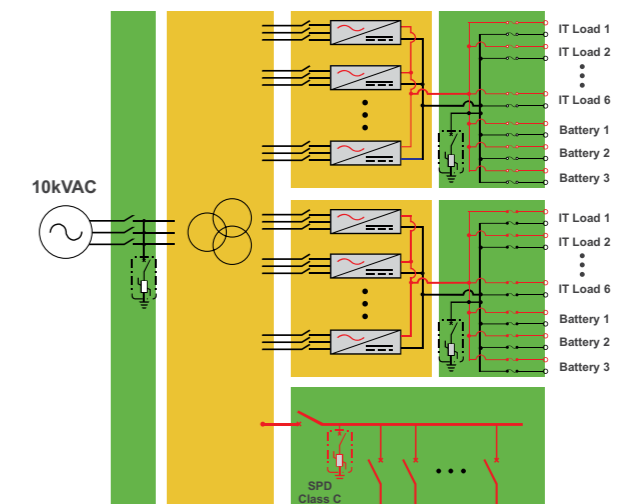 IT Load 1
IT Load 2
IT Load 6
Battery 1
Battery 2
Battery 3
10kVAC
IT Load 1
IT Load 2
IT Load 6
Battery 1
Battery 2
Battery 3
SPD
Class C